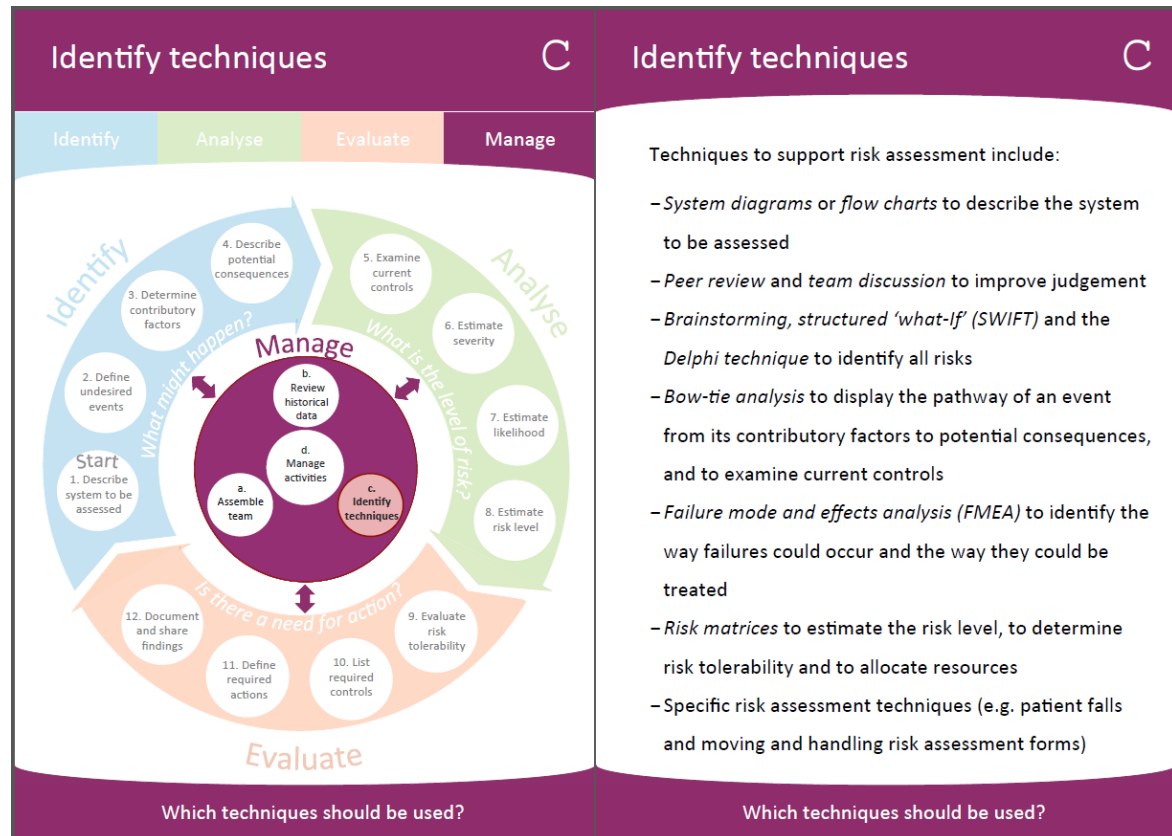 Identify techniques
C
Identify
Analyse
Evaluate
Manage
Identify
What might happen?
Start
1. Describe
system to be
assessed
2. Define
undesired
events
3. Determine
contributory
factors
4. Describe
potential
consequences
Analyse
What is the level of risk?
5. Examine
current
controls
6. Estimate
severity
7. Estimate
likelihood
8. Estimate
risk level
Evaluate
Is there a need for action?
9. Evaluate
risk
tolerability
10. List
required
controls
11. Define
required
actions
12. Document
and share
findings
Manage
a.
Assemble
team
b.
Review
historical
data
c.
Identify
techniques
d.
Manage
activities
Which techniques should be used?
Identify techniques
C
Techniques to support risk assessment include:
–System diagrams or flow charts to describe the system
to be assessed
–Peer review and team discussion to improve judgement
–Brainstorming, structured ‘what-If’ (SWIFT) and the
Delphi technique to identify all risks
–Bow-tie analysis to display the pathway of an event
from its contributory factors to potential consequences,
and to examine current controls
–Failure mode and effects analysis (FMEA) to identify the
way failures could occur and the way they could be
treated
–Risk matrices to estimate the risk level, to determine
risk tolerability and to allocate resources
–Specific risk assessment techniques (e.g. patient falls
and moving and handling risk assessment forms)
Which techniques should be used?